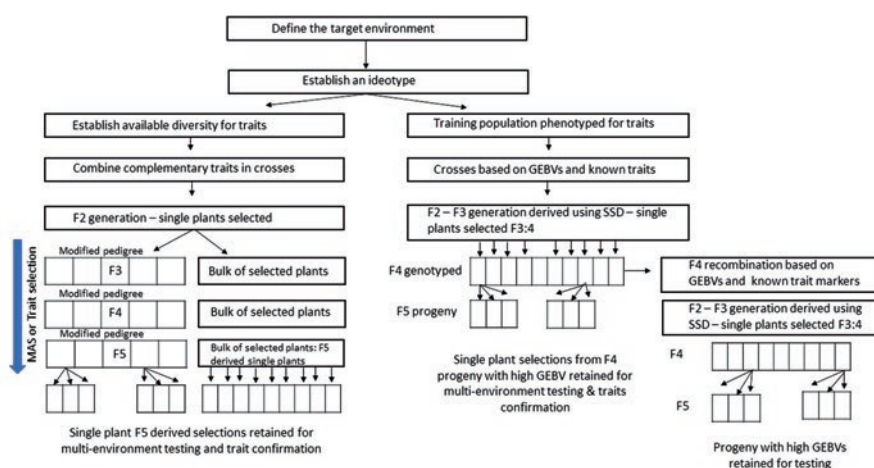 Define the target environment
Establish an ideotype
Establish available diversity for traits
Combine complementary traits in crosses
F2 generation – single plants selected
MAS or Trait selection
Modified pedigree
F3
Bulk of selected plants
Modified pedigree
F4
Bulk of selected plants
Modified pedigree
F5
Bulk of selected plants: F5
derived single plants
Single plant F5 derived selections retained for
multi-environment testing and trait confirmation
Training population phenotyped for traits
Crosses based on GEBVs and known traits
F2 – F3 generation derived using SSD – single
plants selected F3:4
F4 genotyped
F5 progeny
Single plant selections from F4
progeny with high GEBV retained for
multi-environment testing & traits
confirmation
F4 recombination based on
GEBVs and known trait markers
F2 – F3 generation derived using
SSD – single plants selected F3:4
F4
F5
Progeny with high GEBVs
retained for testing